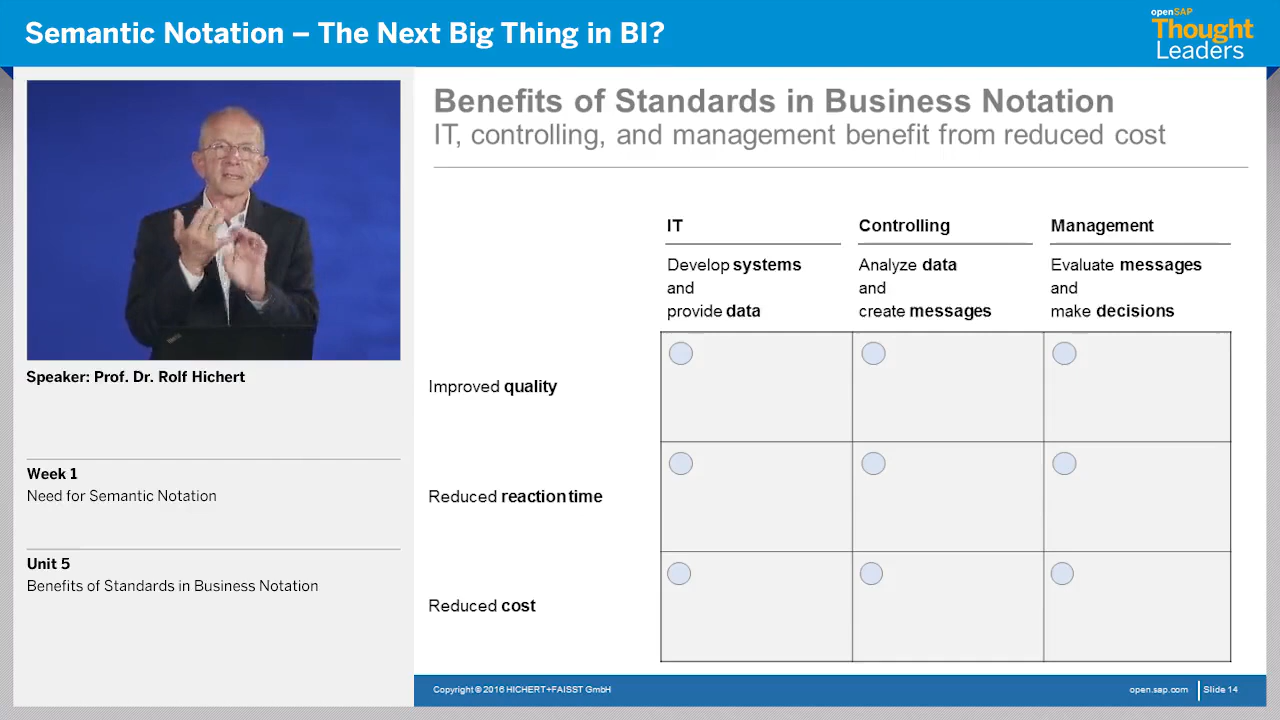 Semantic Notation – The Next Big Thing in BI?
openSAP
Thought
Leaders
Speaker: Prof. Dr. Rolf Hichert
Week 1
Need for Semantic Notation
Unit 5
Benefits of Standards in Business Notation
Benefits of Standards in Business Notation
IT, controlling, and management benefit from reduced cost
IT
Controlling
Management
Develop systems
and
provide data
Analyze data
and
create messages
Evaluate messages
and
make decisions
Improved quality
Reduced reaction time
Reduced cost
Copyright © 2016 HICHERT+FAISST GmbH
open.sap.com
Slide 14